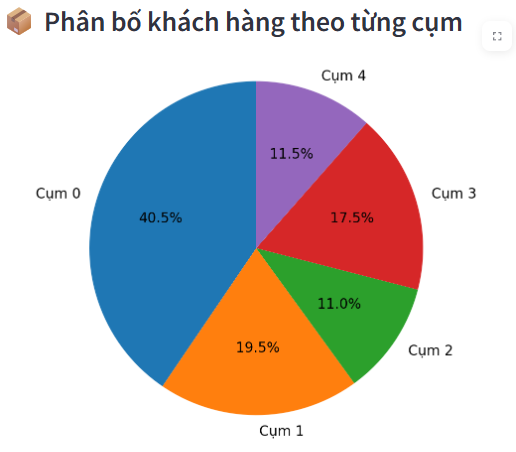 📦 Phân bố khách hàng theo từng cụm
Cụm 4
11.5%
Cụm 0
40.5%
17.5%
Cụm 3
11.0%
19.5%
Cụm 2
Cụm 1